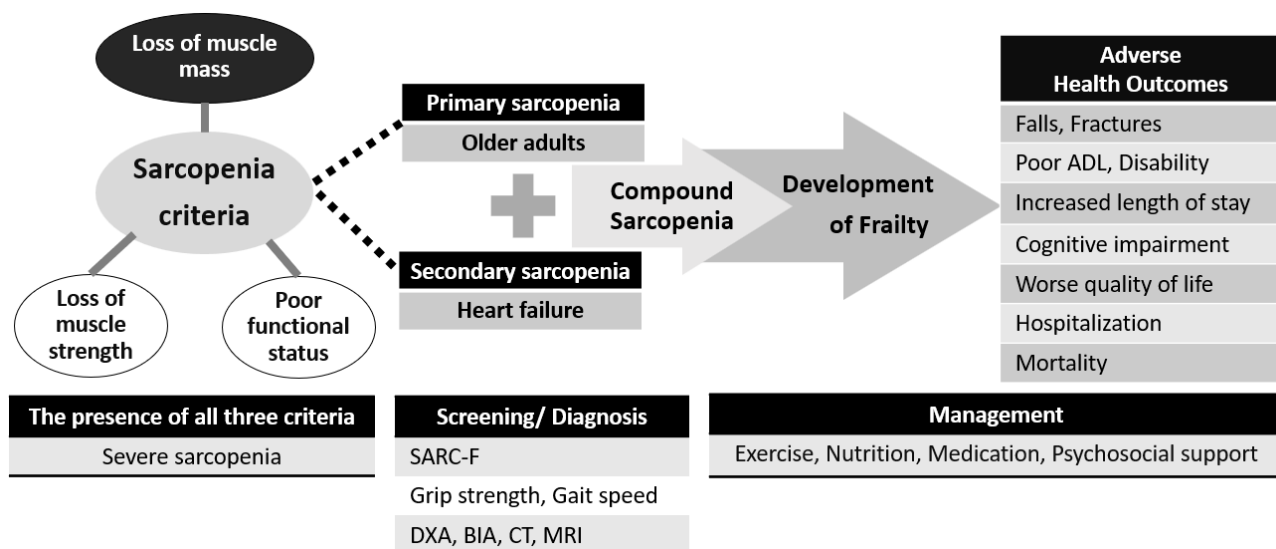 Loss of muscle
mass
Sarcopenia
criteria
Loss of
muscle
strength
Poor
functional
status
Primary sarcopenia
Older adults
Secondary sarcopenia
Heart failure
Compound
Sarcopenia
Development
of Frailty
Adverse
Health Outcomes
Falls, Fractures
Poor ADL, Disability
Increased length of stay
Cognitive impairment
Worse quality of life
Hospitalization
Mortality
The presence of all three criteria
Severe sarcopenia
Screening/ Diagnosis
SARC-F
Grip strength, Gait speed
DXA, BIA, CT, MRI
Management
Exercise, Nutrition, Medication, Psychosocial support